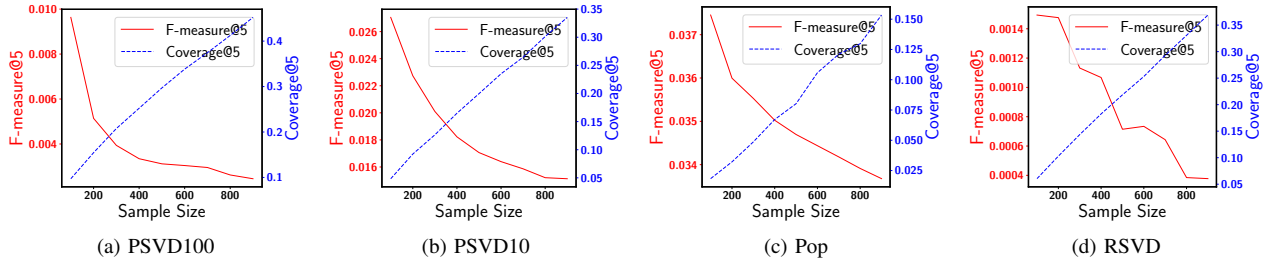 F-measure@5
0.010
0.008
0.006
0.004
200 400 600 800
Sample Size
0.4
0.3
0.2
0.1
Coverage@5
F-measure@5
Coverage@5
(a) PSVD100
F-measure@5
0.026
0.024
0.022
0.020
0.018
0.016
200 400 600 800
Sample Size
0.35
0.30
0.25
0.20
0.15
0.10
0.05
Coverage@5
F-measure@5
Coverage@5
(b) PSVD10
F-measure@5
0.037
0.036
0.035
0.034
200 400 600 800
Sample Size
0.150
0.125
0.100
0.075
0.050
0.025
Coverage@5
F-measure@5
Coverage@5
(c) Pop
F-measure@5
0.0014
0.0012
0.0010
0.0008
0.0006
0.0004
200 400 600 800
Sample Size
0.35
0.30
0.25
0.20
0.15
0.10
0.05
Coverage@5
F-measure@5
Coverage@5
(d) RSVD